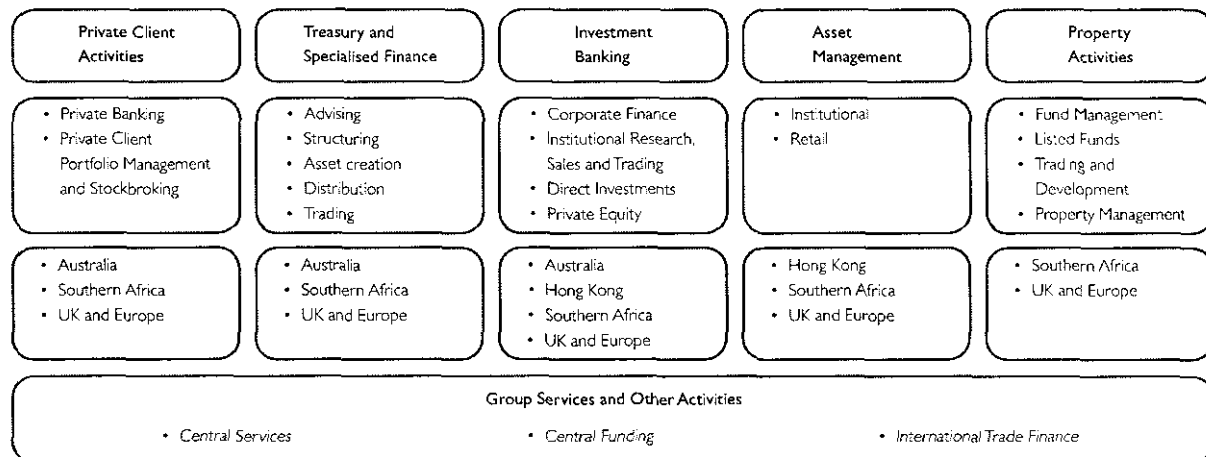 Private Client
Activities
Treasury and
Specialised Finance
Investment
Banking
Asset
Management
Property
Activities
• Private Banking
• Private Client
Portfolio Management
and Stockbroking
• Advising
• Structuring
• Asset creation
• Distribution
• Trading
• Corporate Finance
• Institutional Research,
Sales and Trading
• Direct Investments
• Private Equity
• Institutional
• Retail
• Fund Management
• Listed Funds
• Trading and
Development
• Property Management
• Australia
• Southern Africa
• UK and Europe
• Australia
• Southern Africa
• UK and Europe
• Australia
• Hong Kong
• Southern Africa
• UK and Europe
• Hong Kong
• Southern Africa
• UK and Europe
• Southern Africa
• UK and Europe
Group Services and Other Activities
• Central Services
• Central Funding
• International Trade Finance